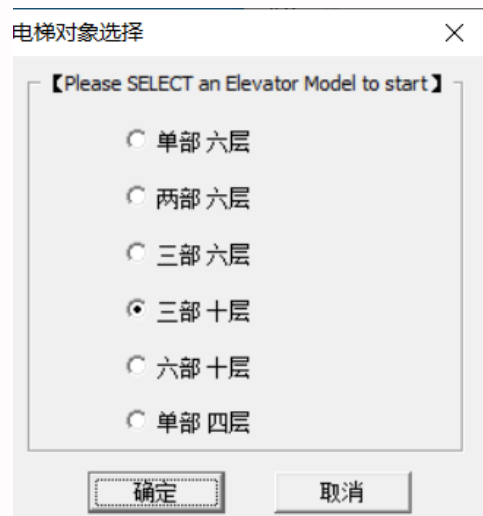 电梯对象选择
【Please SELECT an Elevator Model to start】
单部 六层
两部 六层
三部 六层
三部 十层
六部 十层
单部 四层
确定 取消